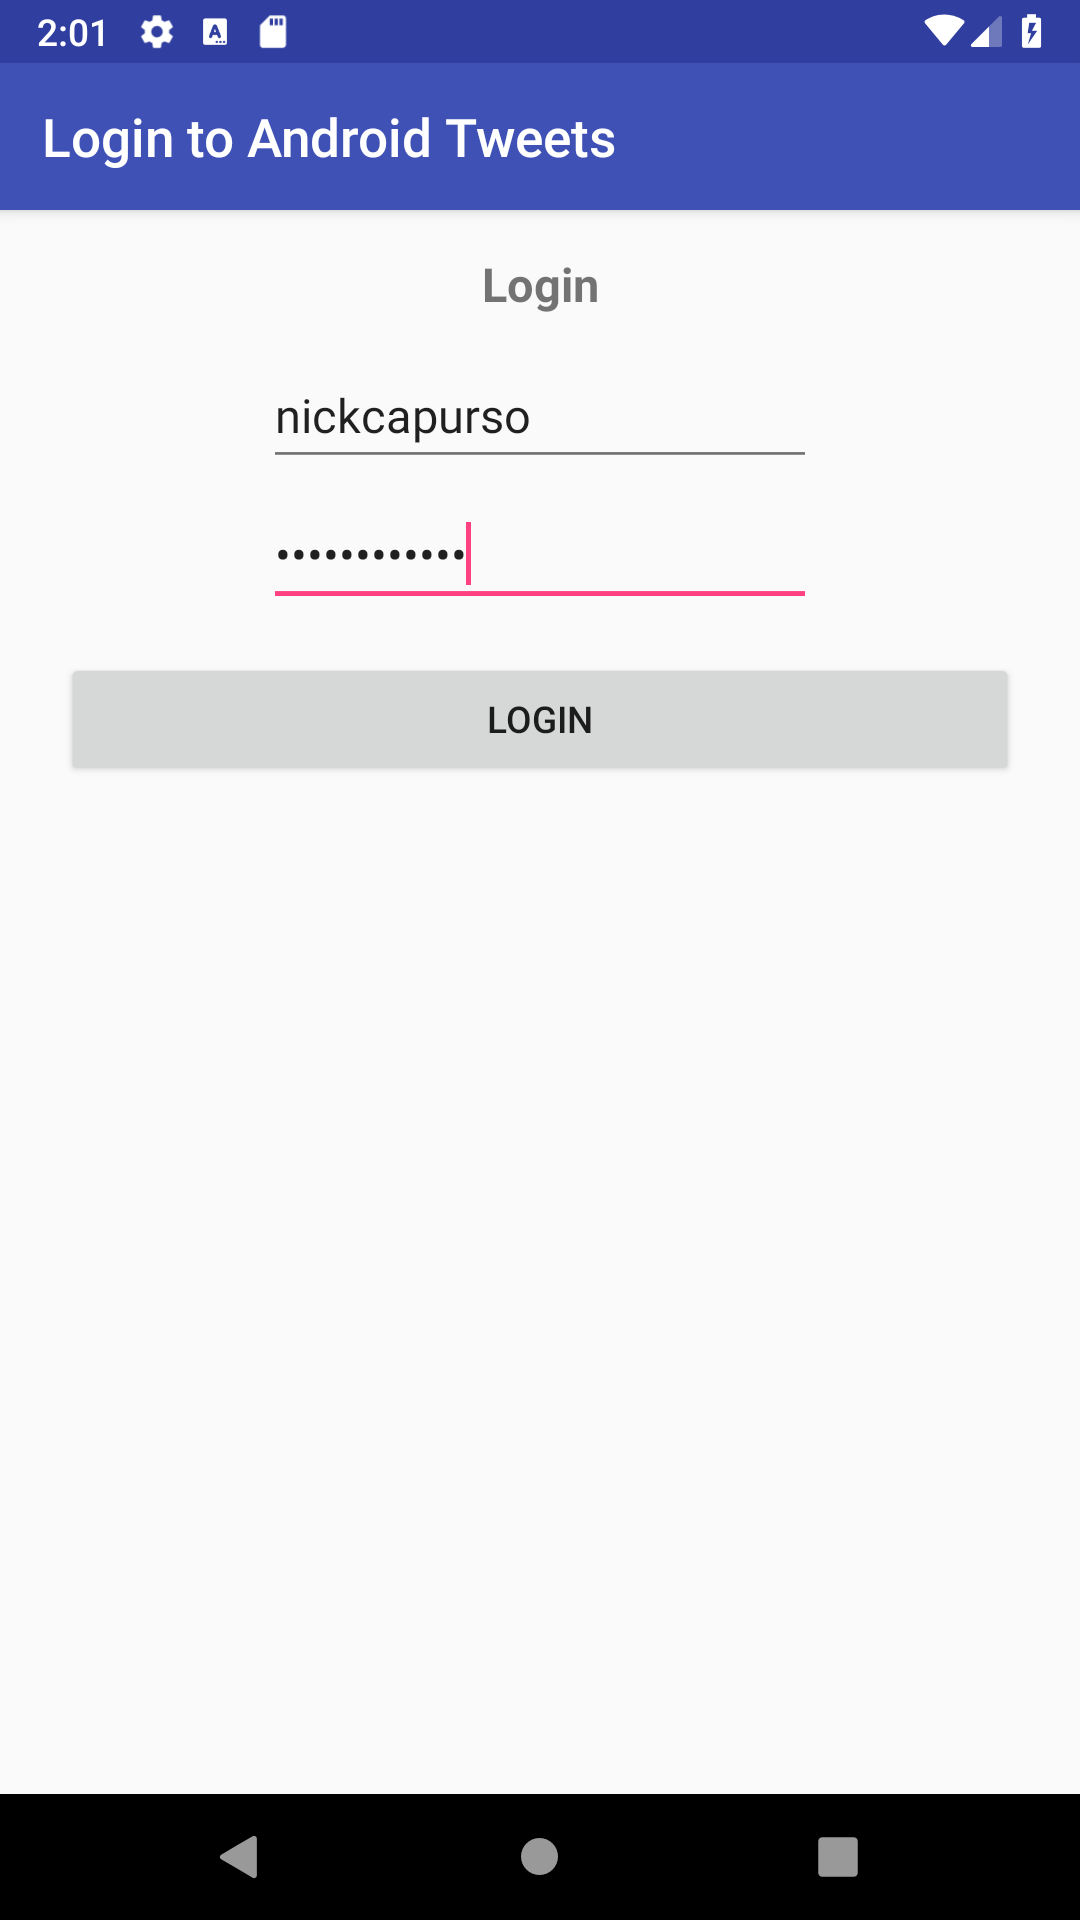 2:01
Login to Android Tweets
Login
nickcapurso
••••••••••••
LOGIN